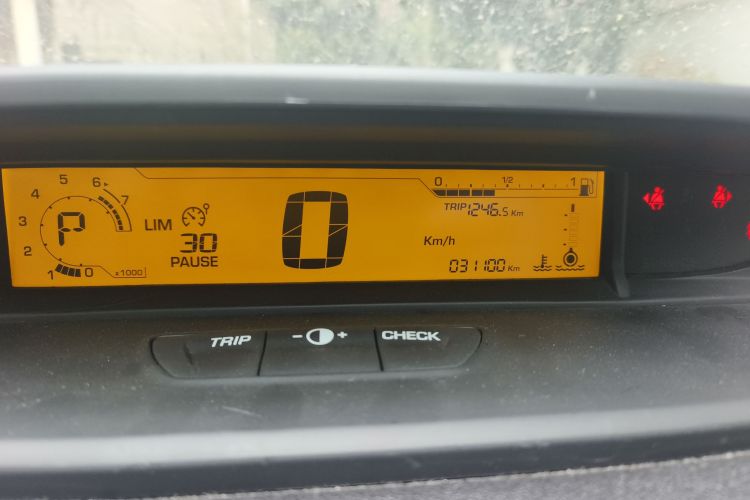 5
4 6 7
3 P
2
1 0 x1000
LIM
30
PAUSE
0
Km/h
0 1/2 1
TRIP 1246.5 Km
031100 Km
TRIP - + CHECK